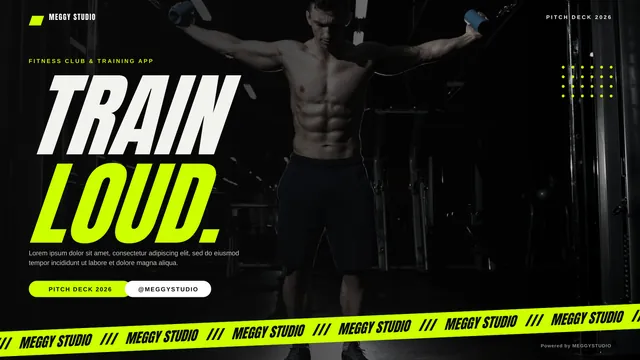 MEGGY STUDIO
PITCH DECK 2026
FITNESS CLUB & TRAINING APP
TRAIN
LOUD.
Lorem ipsum dolor sit amet, consectetur adipiscing elit, sed do eiusmod
tempor incididunt ut labore et dolore magna aliqua.
PITCH DECK 2026
@MEGGYSTUDIO
/// MEGGY STUDIO /// MEGGY STUDIO /// MEGGY STUDIO /// MEGGY STUDIO /// MEGGY STUDIO /// MEGGY STUDIO //
Powered by MEGGYSTUDIO